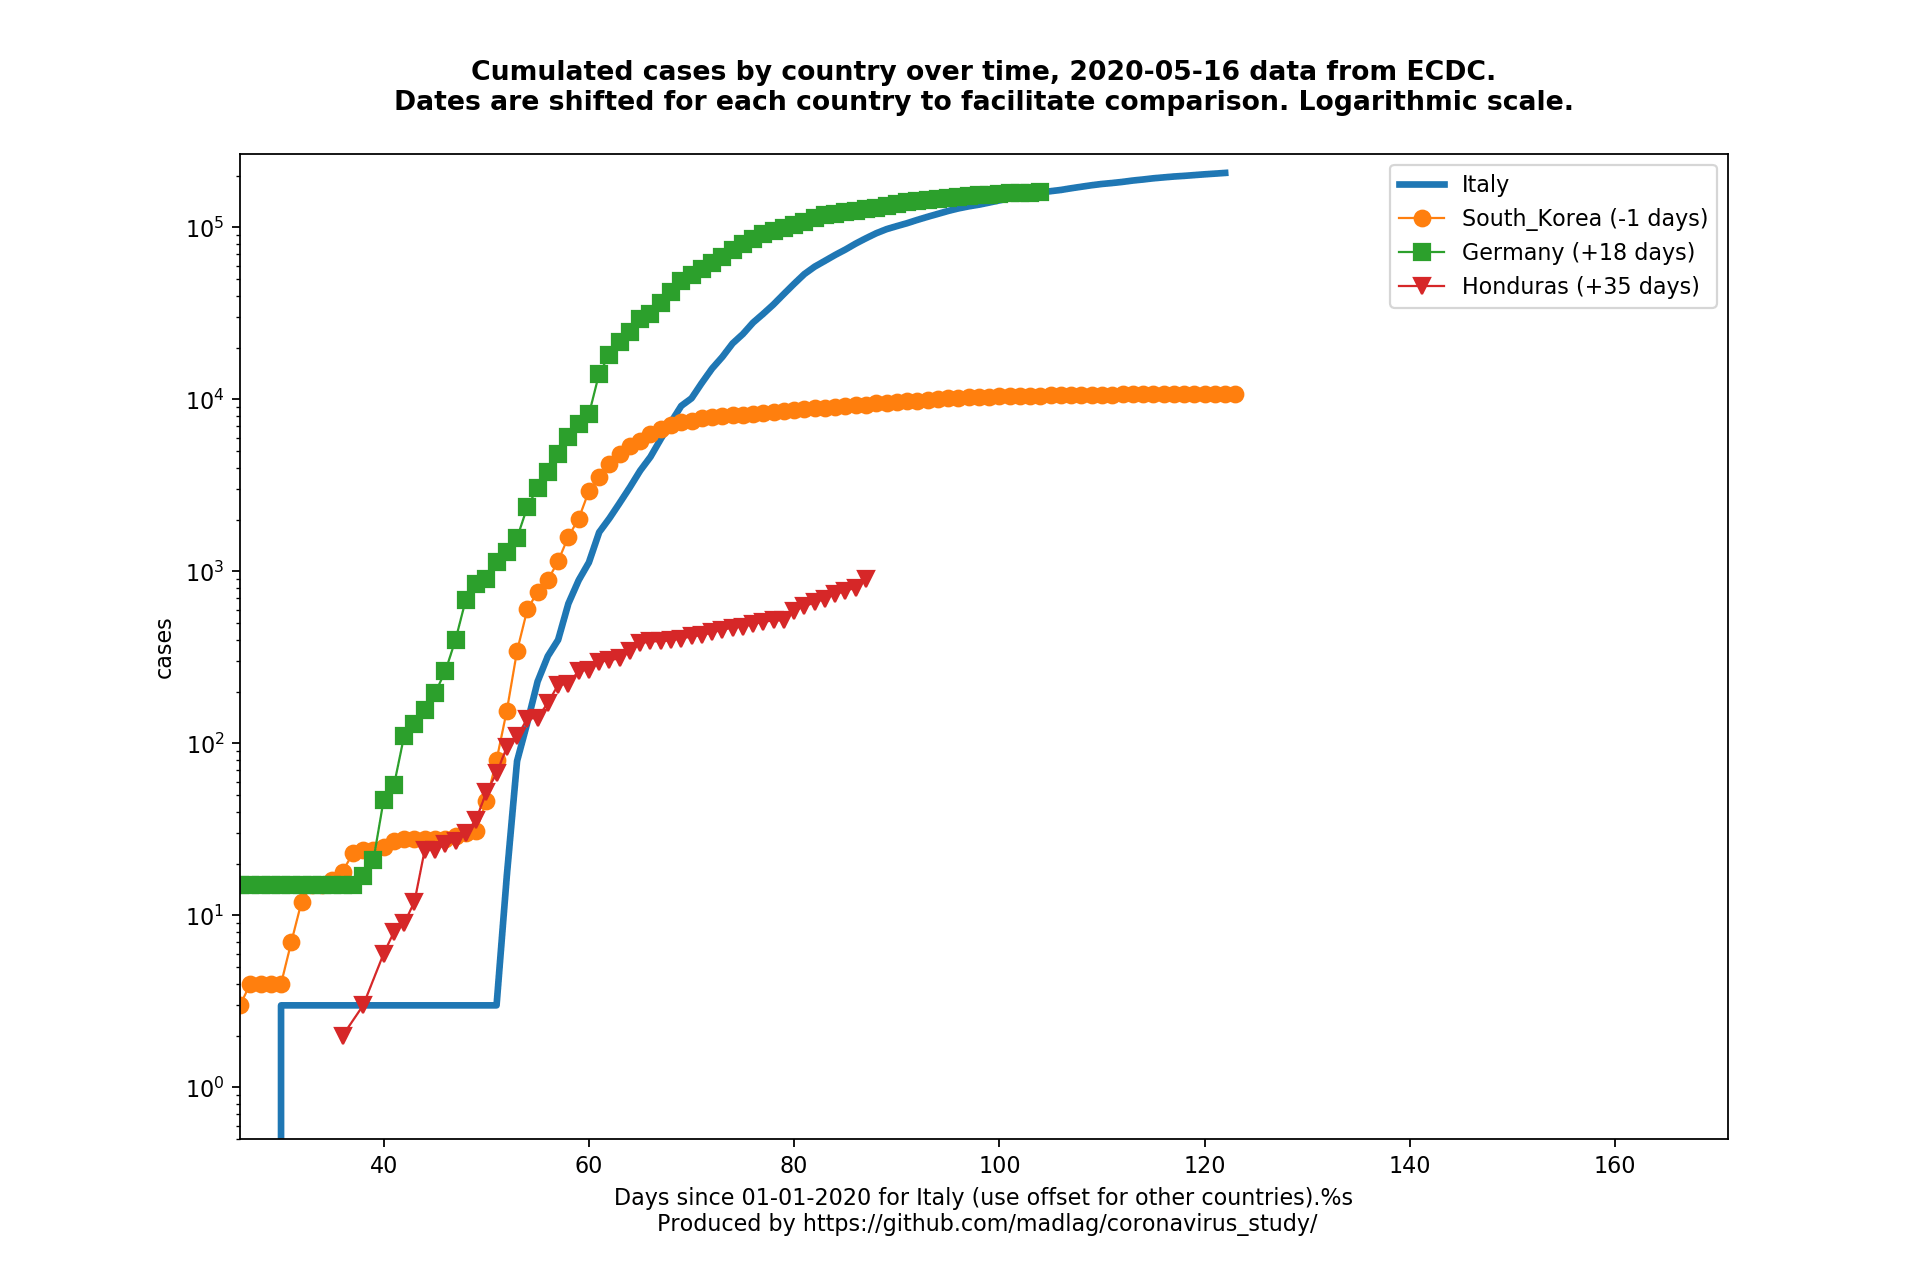 Cumulated cases by country over time, 2020-05-16 data from ECDC.
Dates are shifted for each country to facilitate comparison. Logarithmic scale.
Italy
South_Korea (-1 days)
Germany (+18 days)
Honduras (+35 days)
10^5
10^4
10^3
10^2
10^1
10^0
cases
40 60 80 100 120 140 160
Days since 01-01-2020 for Italy (use offset for other countries).%s
Produced by https://github.com/madlag/coronavirus_study/